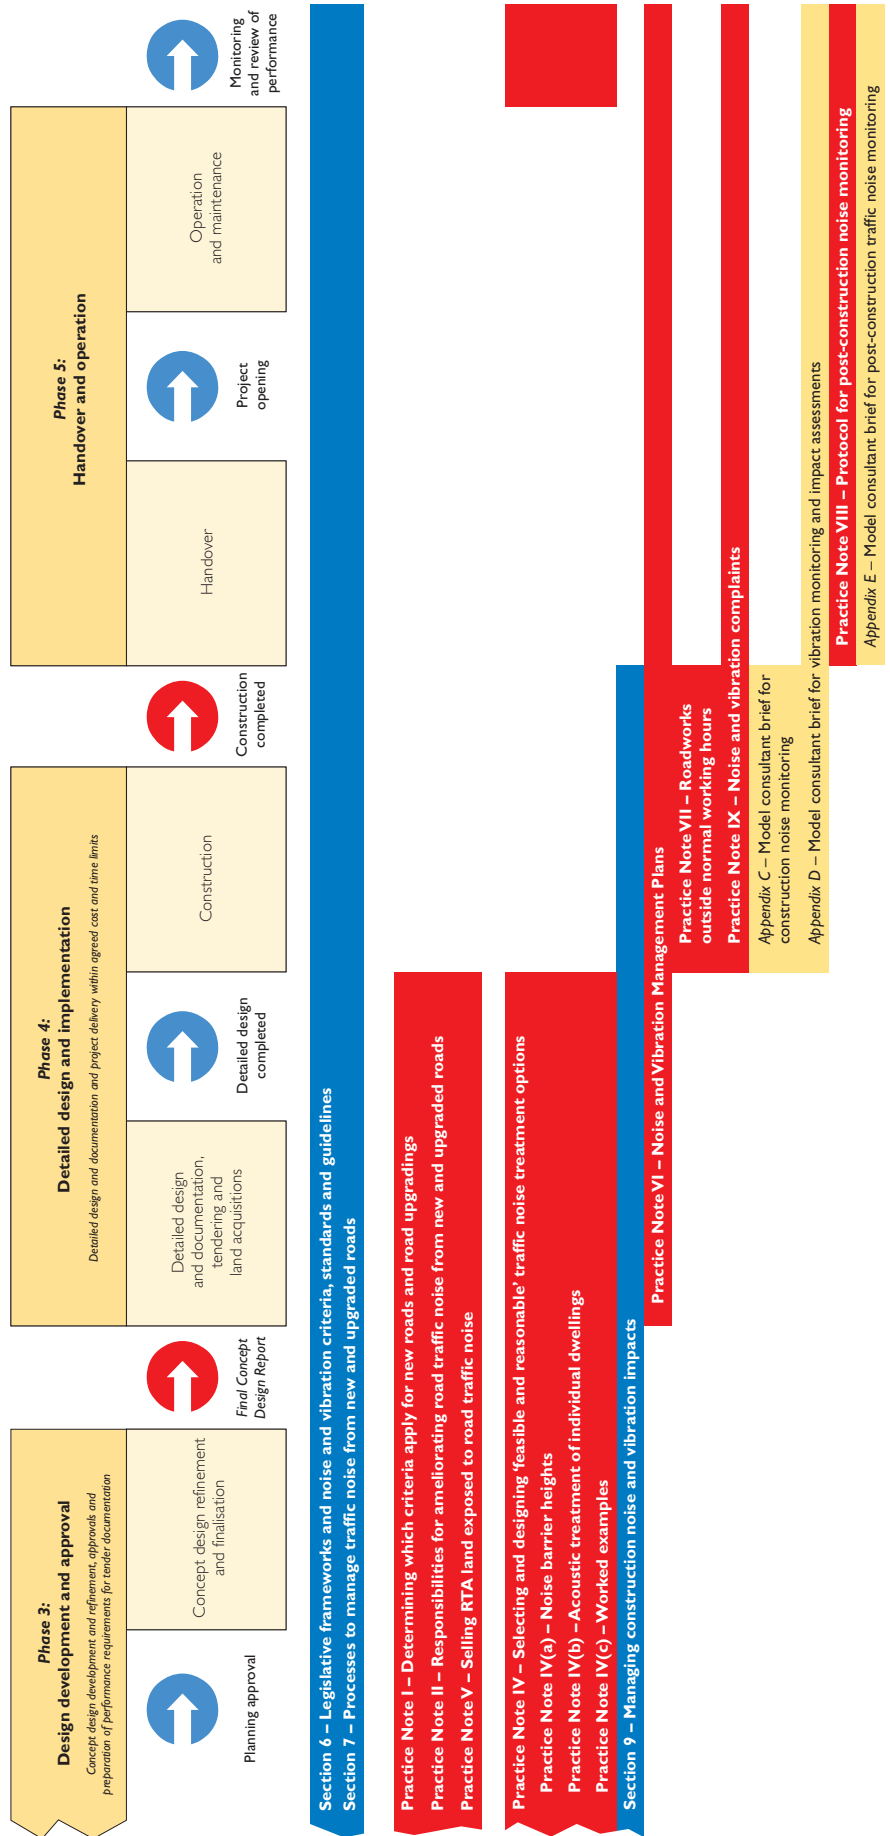 Phase 3:
Design development and approval
Concept design development and refinement, approvals and
preparation of performance requirements for tender documentation
Phase 4:
Detailed design and implementation
Detailed design and documentation and project delivery within agreed cost and time limits
Phase 5:
Handover and operation
Planning approval
Concept design refinement
and finalisation
Final Concept
Design Report
Detailed design
and documentation,
tendering and
land acquisitions
Detailed design
completed
Construction
Construction
completed
Handover
Project
opening
Operation
and maintenance
Monitoring
and review of
performance
Section 6 – Legislative frameworks and noise and vibration criteria, standards and guidelines
Section 7 – Processes to manage traffic noise from new and upgraded roads
Practice Note I – Determining which criteria apply for new roads and road upgradings
Practice Note II – Responsibilities for ameliorating road traffic noise from new and upgraded roads
Practice Note V – Selling RTA land exposed to road traffic noise
Practice Note IV – Selecting and designing ‘feasible and reasonable’ traffic noise treatment options
Practice Note IV(a) – Noise barrier heights
Practice Note IV(b) – Acoustic treatment of individual dwellings
Practice Note IV(c) – Worked examples
Section 9 – Managing construction noise and vibration impacts
Practice Note VI – Noise and Vibration Management Plans
Practice Note VII – Roadworks
outside normal working hours
Practice Note IX – Noise and vibration complaints
Appendix C – Model consultant brief for
construction noise monitoring
Appendix D – Model consultant brief for vibration monitoring and impact assessments
Practice Note VIII – Protocol for post-construction noise monitoring
Appendix E – Model consultant brief for post-construction traffic noise monitoring